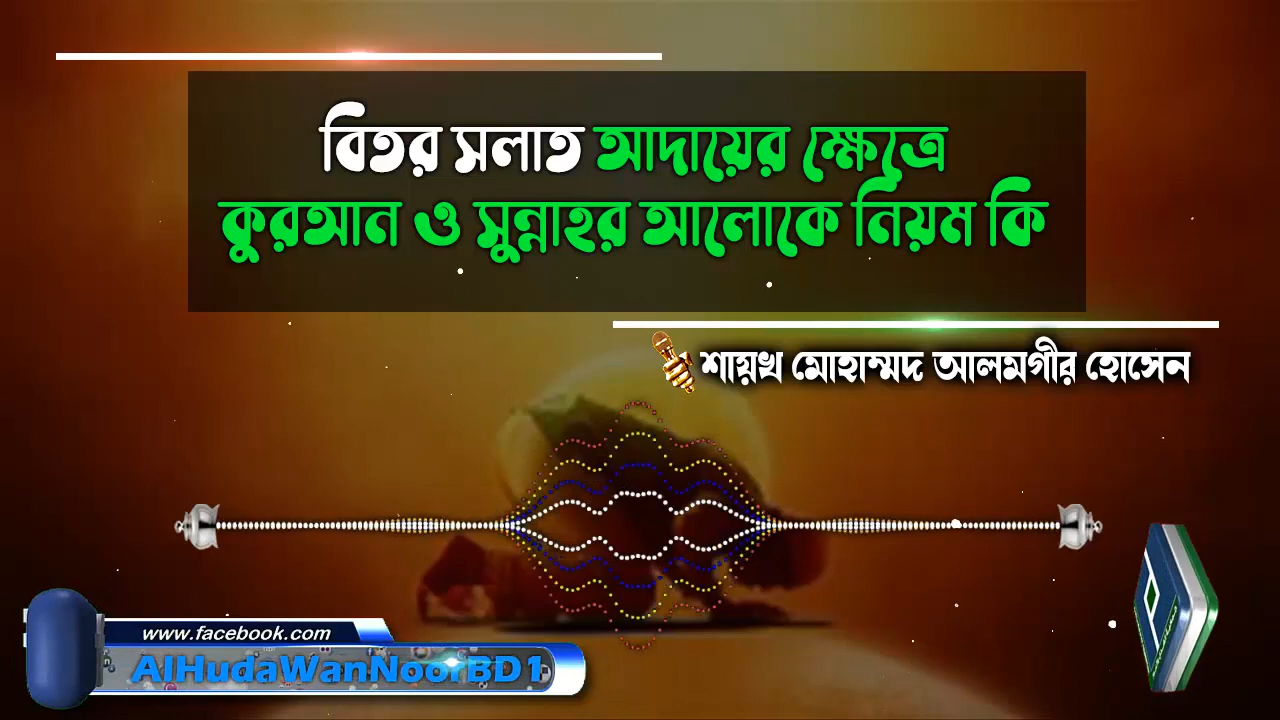 বিতর সলাত আদায়ের ক্ষেত্রে
কুরআন ও সুন্নাহর আলোকে নিয়ম কি
শায়খ মোহাম্মদ আলমগীর হোসেন
www.facebook.com
AlHudaWanNoorBD1